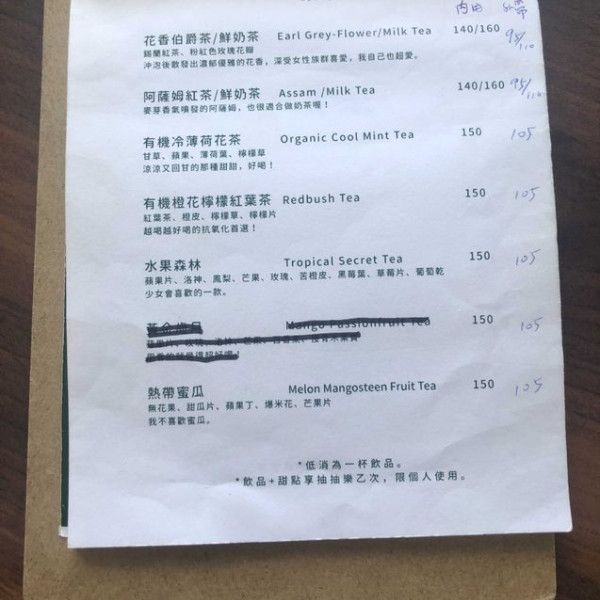 內用 外帶
花香伯爵茶/鮮奶茶 Earl Grey-Flower/Milk Tea 140/160 95/110
錫蘭紅茶、粉紅色玫瑰花瓣
沖泡後散發出濃郁優雅的花香,深受女性族群喜愛,我自己也超愛。
阿薩姆紅茶/鮮奶茶 Assam /Milk Tea 140/160 95/110
麥芽香氣嗔發的阿薩姆、也很適合做奶茶喔!
有機冷薄荷花茶 Organic Cool Mint Tea 150 105
甘草、蘋果、薄荷葉、檸檬草
涼涼又回甘的那種甜甜,好喝!
有機橙花檸檬紅葉茶 Redbush Tea 150 105
紅葉茶、橙皮、檸檬草、檸檬片
越喝越好喝的抗氧化首選!
水果森林 Tropical Secret Tea 150 105
蘋果片、洛神、鳳梨、芒果、玫瑰、苦橙皮、黑莓葉、草莓片、葡萄乾
少女會喜歡的一款。
Mango Passionfruit Tea 150 105
熱帶蜜瓜 Melon Mangosteen Fruit Tea 150 105
無花果、甜瓜片、蘋果丁、爆米花、芒果片
我不喜歡蜜瓜。
*低消為一杯飲品。
*飲品+甜點享抽抽樂乙次,限個人使用。